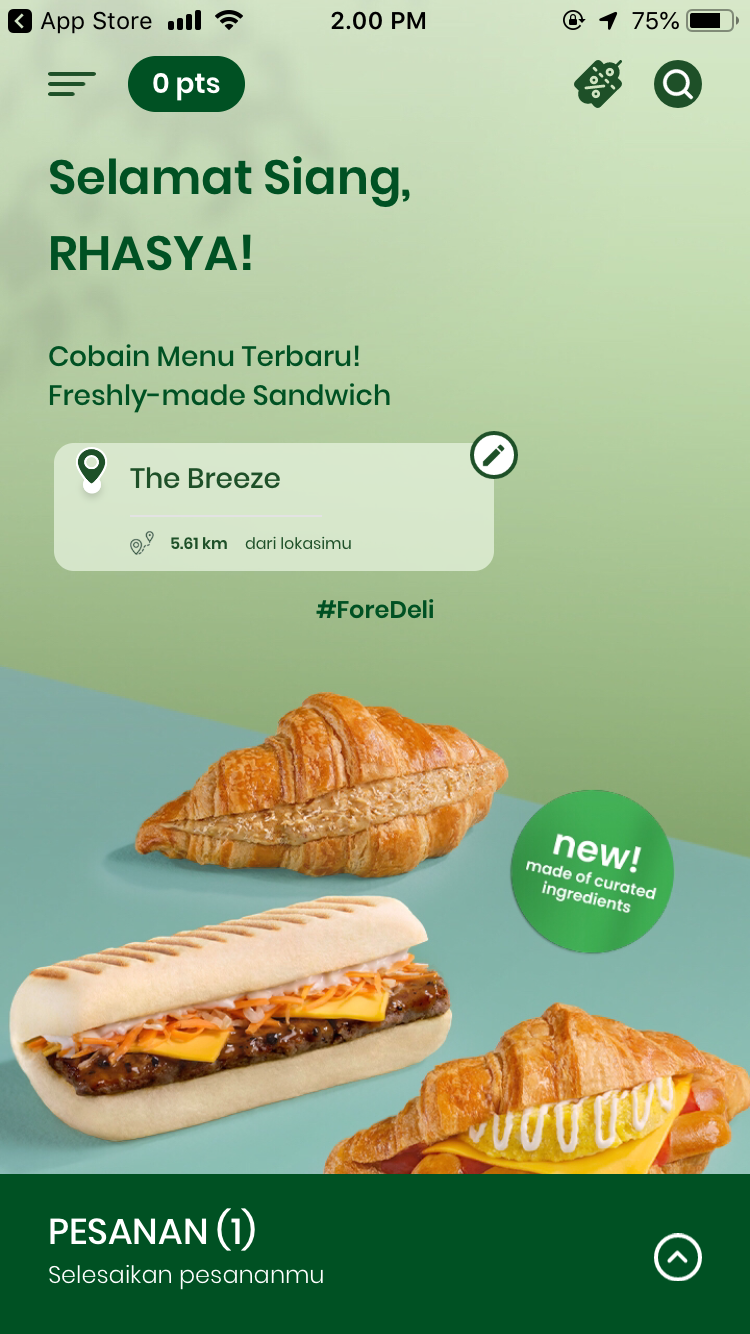 App Store
2.00 PM
75%
0 pts
Selamat Siang,
RHASYA!
Cobain Menu Terbaru!
Freshly-made Sandwich
The Breeze
5.61 km dari lokasimu
#ForeDeli
new!
made of curated
ingredients
PESANAN (1)
Selesaikan pesananmu